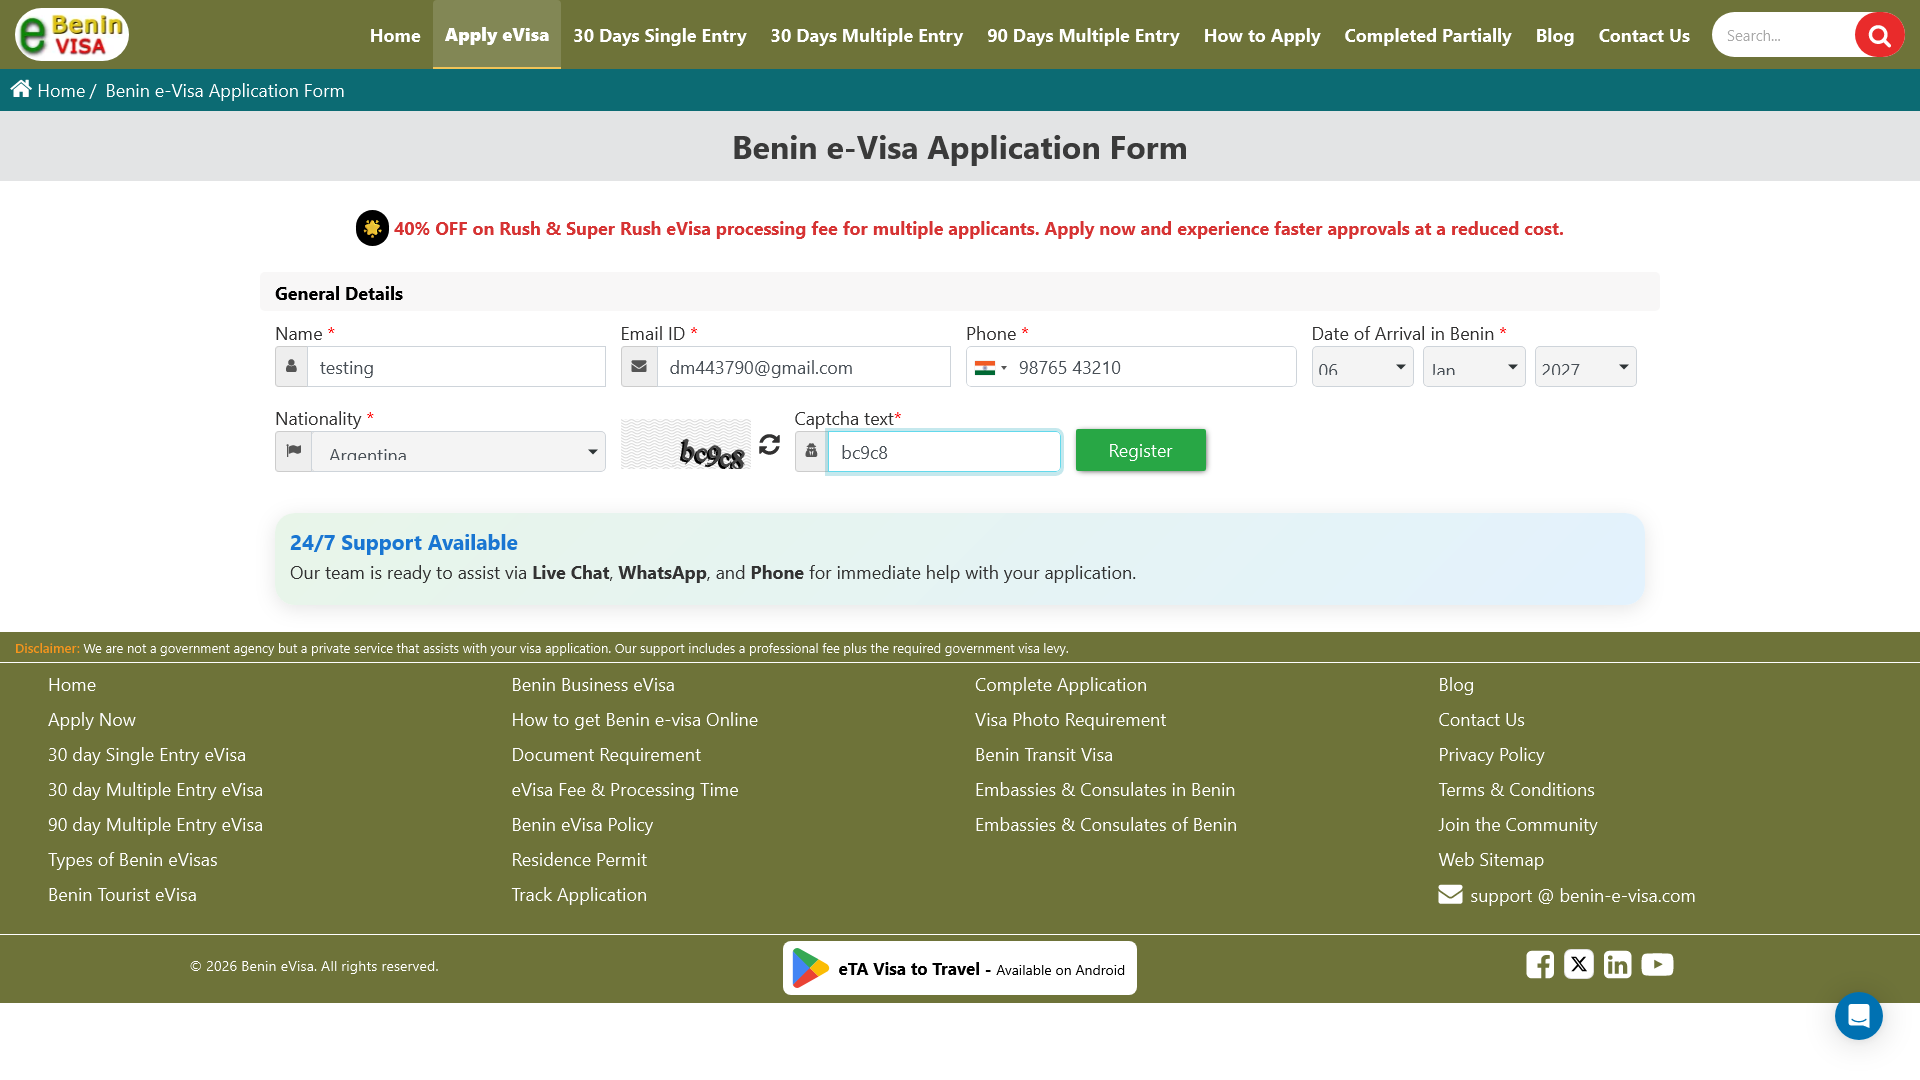 e Benin VISA
Home
Apply eVisa
30 Days Single Entry
30 Days Multiple Entry
90 Days Multiple Entry
How to Apply
Completed Partially
Blog
Contact Us
Search...
Home / Benin e-Visa Application Form
Benin e-Visa Application Form
40% OFF on Rush & Super Rush eVisa processing fee for multiple applicants. Apply now and experience faster approvals at a reduced cost.
General Details
Name *
Email ID *
Phone *
Date of Arrival in Benin *
testing
dm443790@gmail.com
98765 43210
06
Jan
2027
Nationality *
Captcha text*
Argentina
bc9c8
bc9c8
Register
24/7 Support Available
Our team is ready to assist via Live Chat, WhatsApp, and Phone for immediate help with your application.
Disclaimer: We are not a government agency but a private service that assists with your visa application. Our support includes a professional fee plus the required government visa levy.
Home
Apply Now
30 day Single Entry eVisa
30 day Multiple Entry eVisa
90 day Multiple Entry eVisa
Types of Benin eVisas
Benin Tourist eVisa
Benin Business eVisa
How to get Benin e-visa Online
Document Requirement
eVisa Fee & Processing Time
Benin eVisa Policy
Residence Permit
Track Application
Complete Application
Visa Photo Requirement
Benin Transit Visa
Embassies & Consulates in Benin
Embassies & Consulates of Benin
Blog
Contact Us
Privacy Policy
Terms & Conditions
Join the Community
Web Sitemap
support @ benin-e-visa.com
© 2026 Benin eVisa. All rights reserved.
eTA Visa to Travel - Available on Android